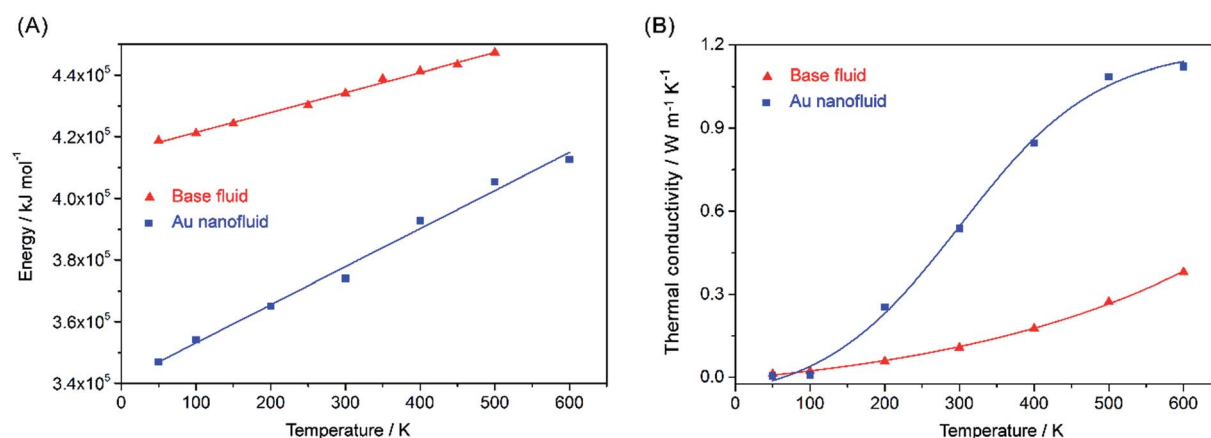 (A)
Energy / kJ mol⁻¹
4.4x10⁵
4.2x10⁵
4.0x10⁵
3.8x10⁵
3.6x10⁵
3.4x10⁵
Base fluid
Au nanofluid
0 100 200 300 400 500 600
Temperature / K
(B)
Thermal conductivity / W m⁻¹ K⁻¹
1.2
0.9
0.6
0.3
0.0
Base fluid
Au nanofluid
0 100 200 300 400 500 600
Temperature / K